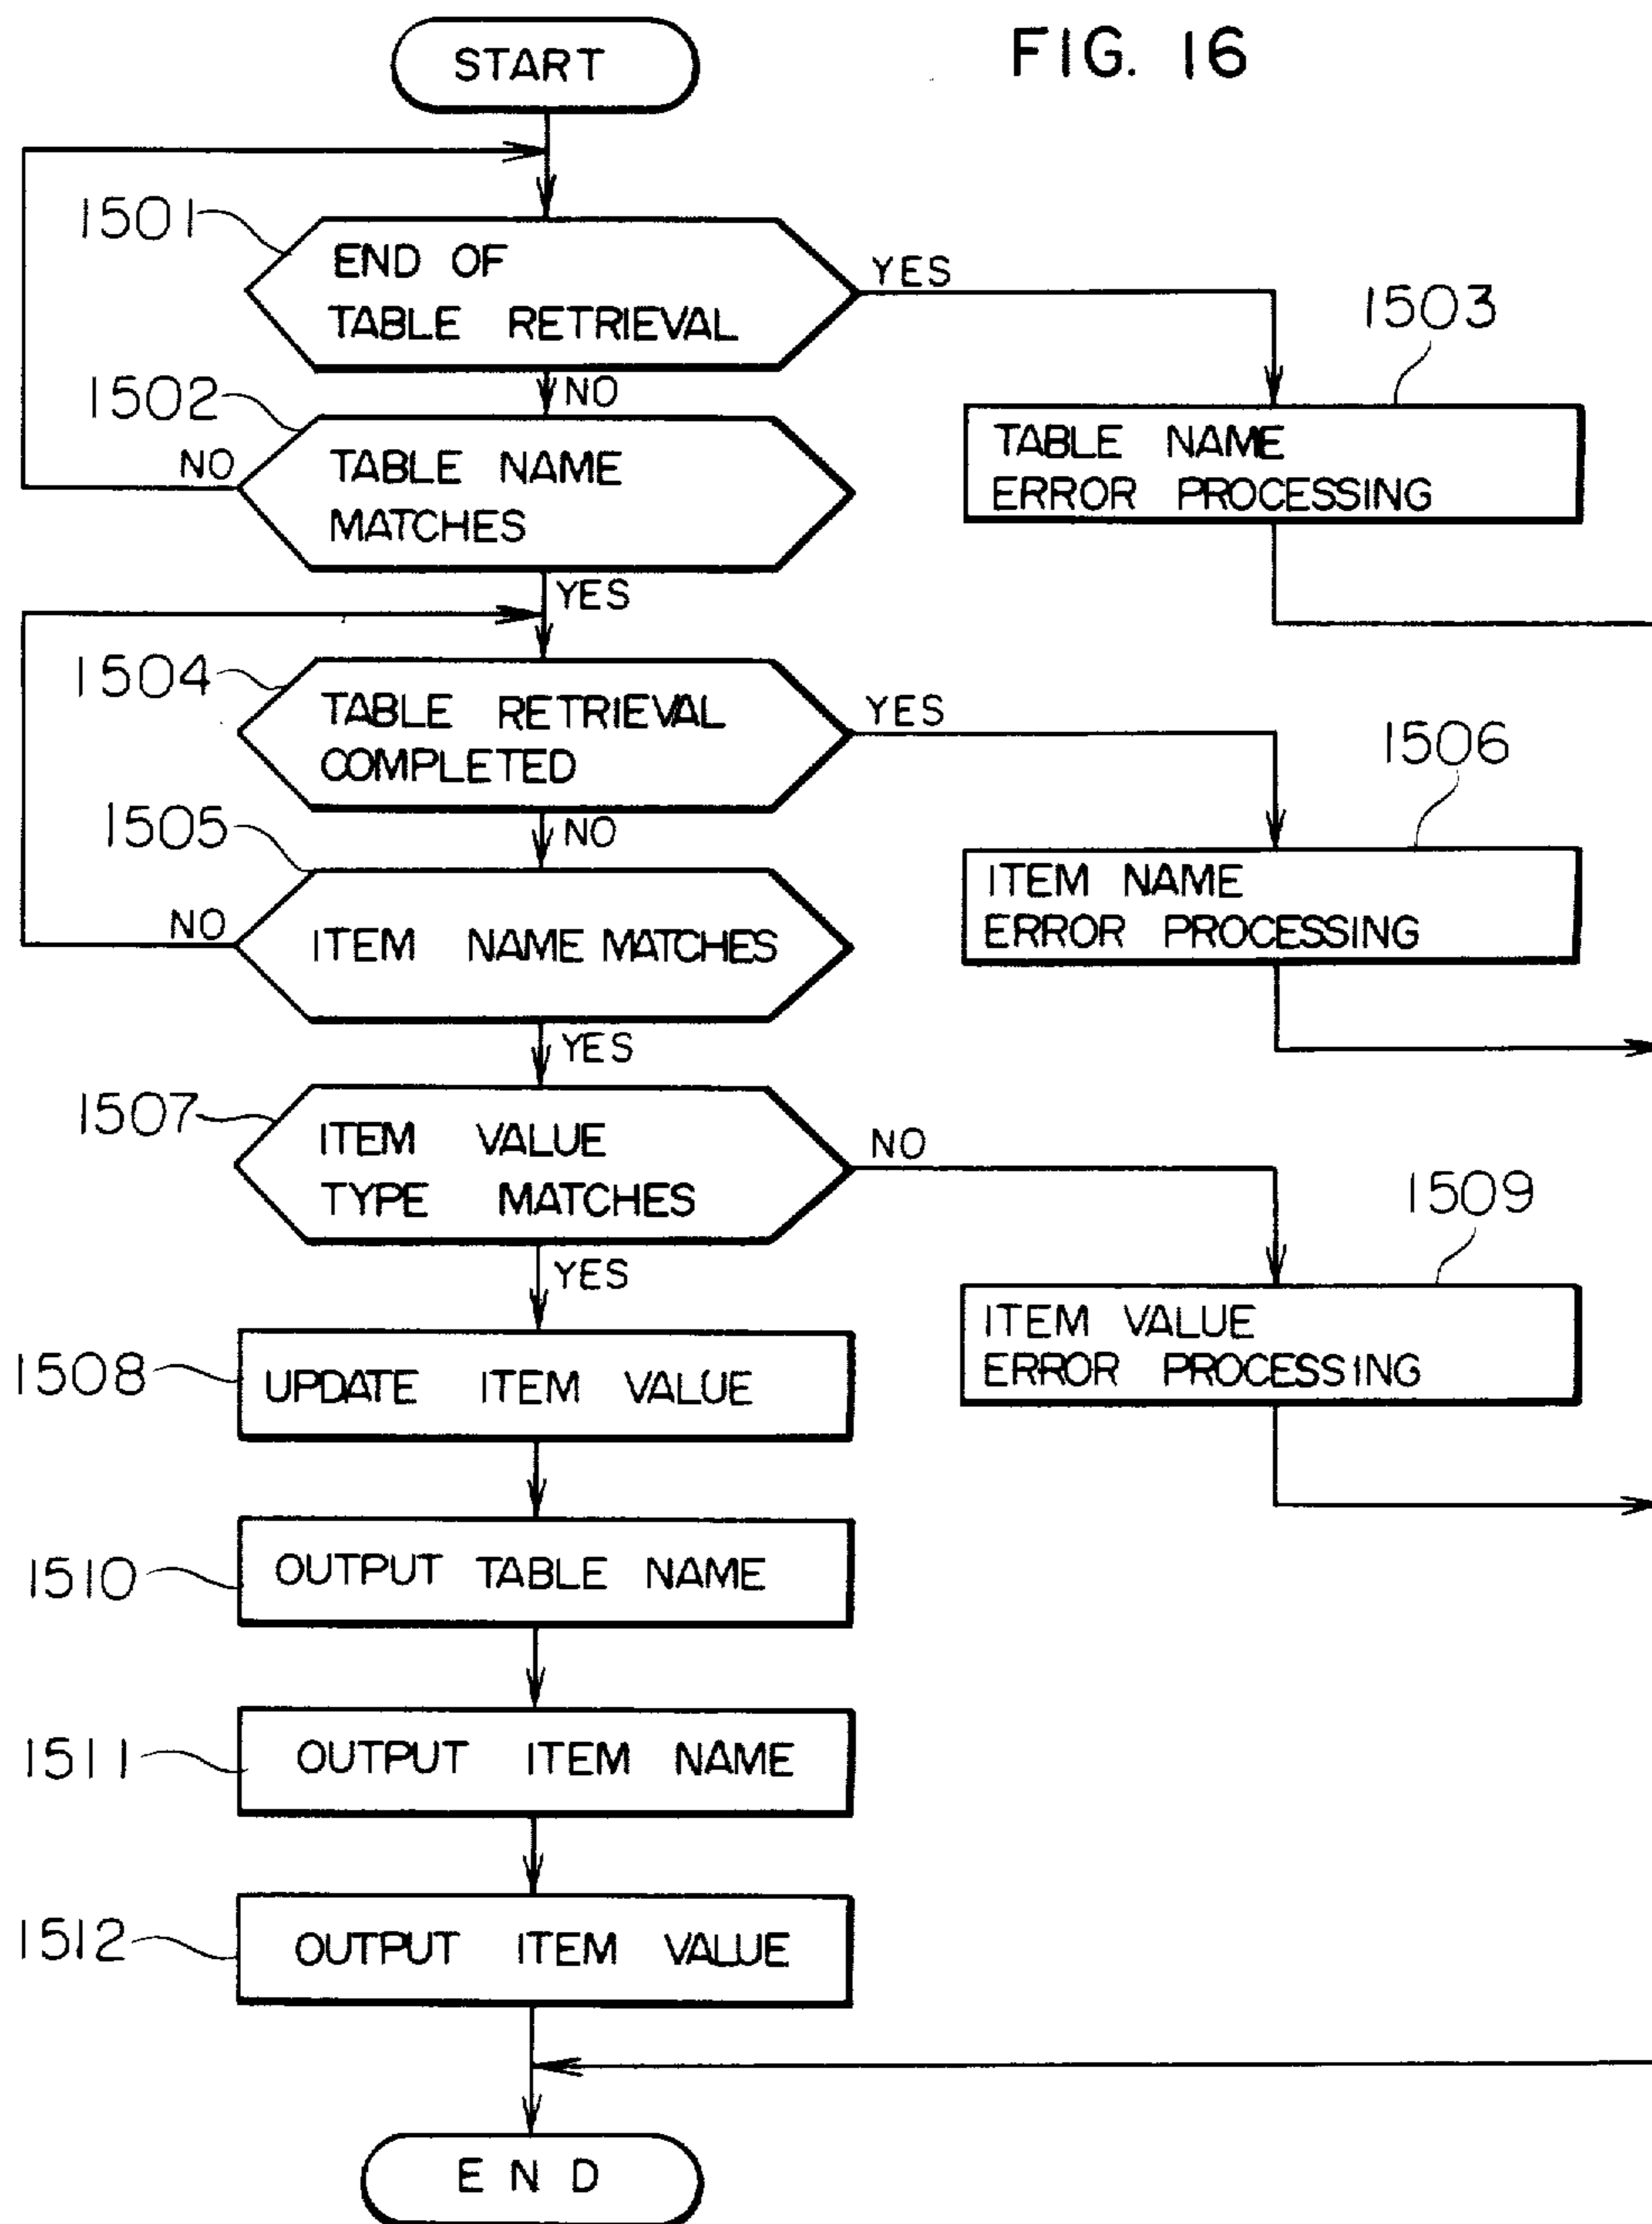 FIG. 16
START
1501
END OF
TABLE RETRIEVAL
YES
NO
1503
TABLE NAME
ERROR PROCESSING
1502
TABLE NAME
MATCHES
NO
YES
1504
TABLE RETRIEVAL
COMPLETED
YES
NO
1506
ITEM NAME
ERROR PROCESSING
1505
ITEM NAME MATCHES
NO
YES
1507
ITEM VALUE
TYPE MATCHES
NO
YES
1509
ITEM VALUE
ERROR PROCESSING
1508
UPDATE ITEM VALUE
1510
OUTPUT TABLE NAME
1511
OUTPUT ITEM NAME
1512
OUTPUT ITEM VALUE
END